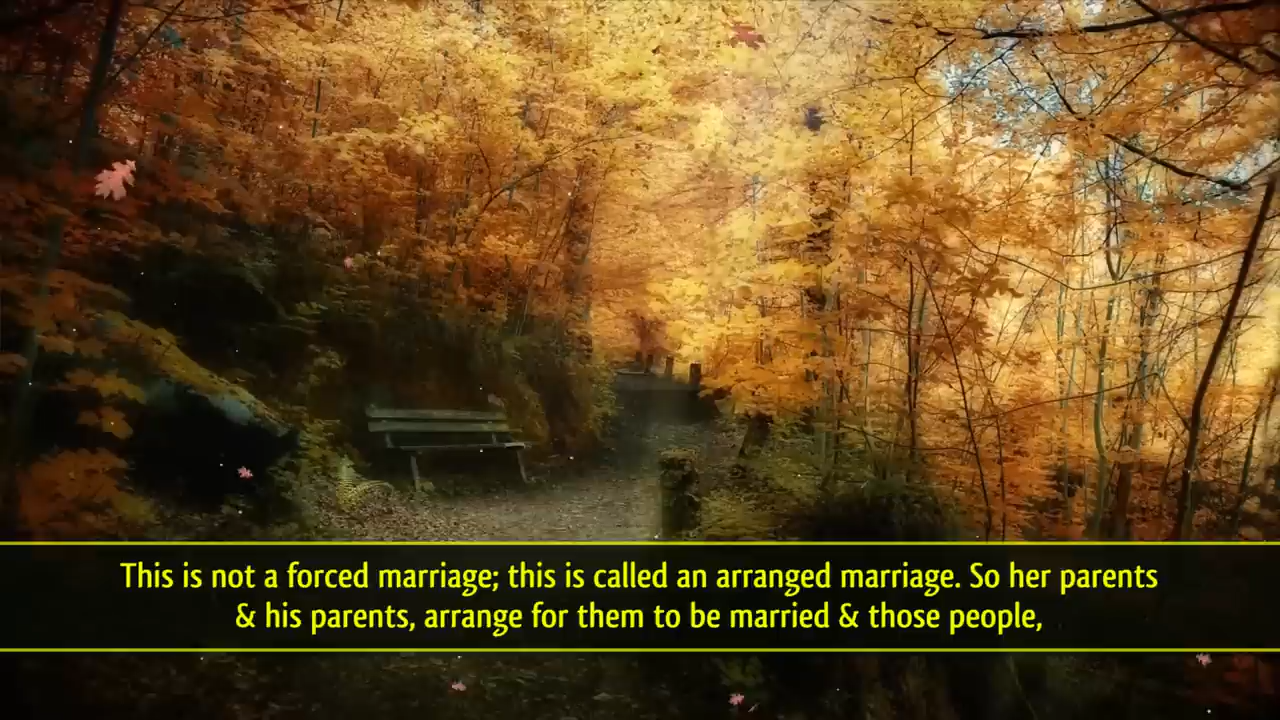 This is not a forced marriage; this is called an arranged marriage. So her parents
& his parents, arrange for them to be married & those people,